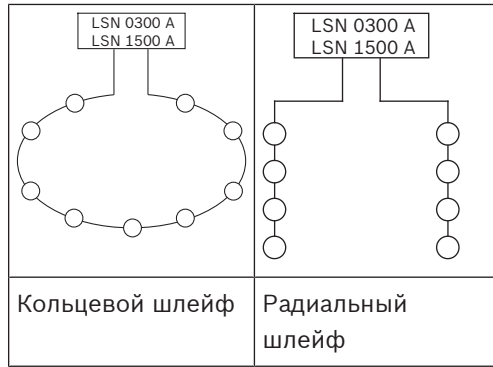 LSN 0300 A
LSN 1500 A
LSN 0300 A
LSN 1500 A
Кольцевой шлейф
Радиальный
шлейф